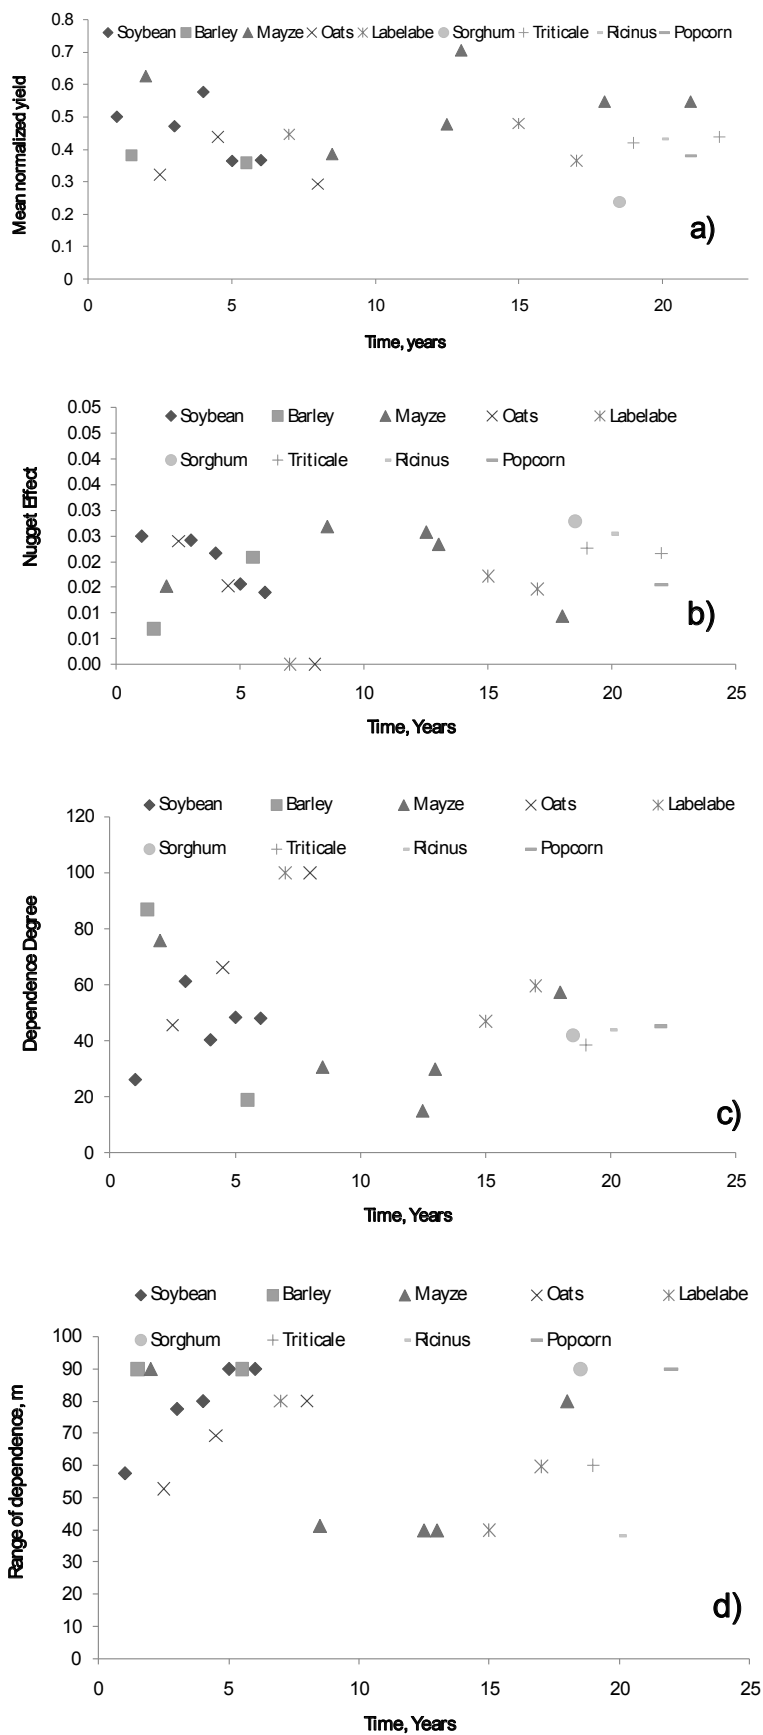 0.8
Soybean Barley Mayze Oats Labelabe Sorghum Triticale Ricinus Popcorn
0.7
0.6
0.5
0.4
0.3
0.2
0.1
0
Mean normalized yield
a)
0 5 10 15 20
Time, years
Soybean Barley Mayze Oats Labelabe
Sorghum Triticale Ricinus Popcorn
0.05
0.05
0.04
0.04
0.03
0.03
0.02
0.02
0.01
0.01
0.00
Nugget Effect
b)
0 5 10 15 20 25
Time, Years
Soybean Barley Mayze Oats Labelabe
Sorghum Triticale Ricinus Popcorn
120
100
80
60
40
20
0
Dependence Degree
c)
0 5 10 15 20 25
Time, Years
Soybean Barley Mayze Oats Labelabe
Sorghum Triticale Ricinus Popcorn
100
90
80
70
60
50
40
30
20
10
0
Range of dependence, m
d)
0 5 10 15 20 25
Time, Years